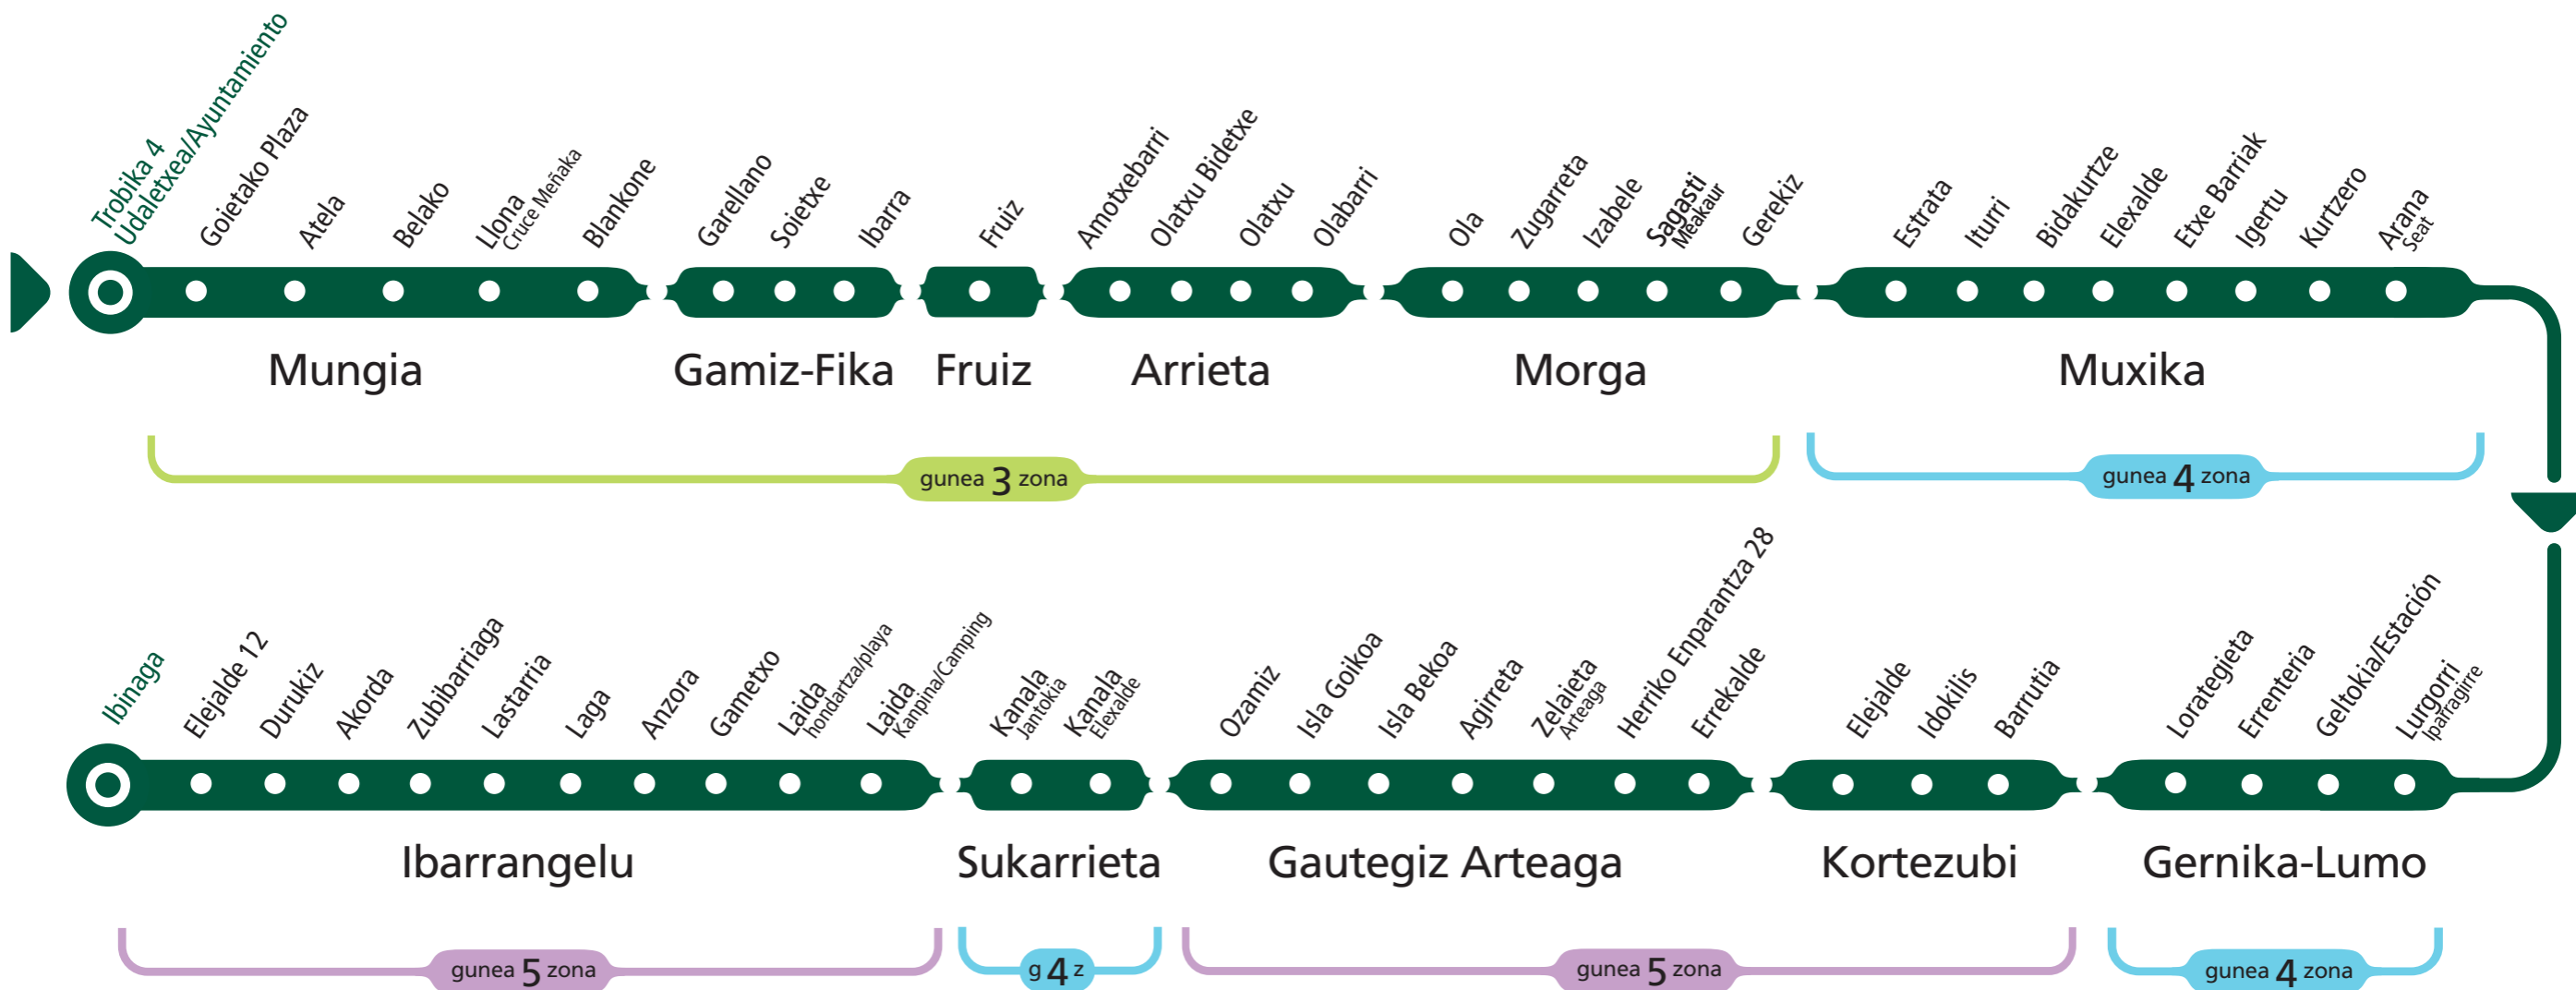 Trobika 4
Udaletxea/Ayuntamiento
Goietako Plaza
Atela
Belako
Llona
Cruce Meñaka
Blankone
Garellano
Soietxe
Ibarra
Fruiz
Amotxebarri
Olatxu Bidetxe
Olatxu
Olabarri
Ola
Zugarreta
Izabele
Sagasti
Meakaur
Gerekiz
Estrata
Iturri
Bidakurtze
Elexalde
Etxe Barriak
Igertu
Kurtzero
Arana
Seat
Mungia
Gamiz-Fika
Fruiz
Arrieta
Morga
Muxika
gunea 3 zona
gunea 4 zona
Ibinaga
Elejalde 12
Durukiz
Akorda
Zubibarriaga
Lastarria
Laga
Anzora
Gametxo
Laida
hondartza/playa
Laida
Kanpina/Camping
Kanala
Jantokia
Kanala
Elexalde
Ozamiz
Isla Goikoa
Isla Bekoa
Agirreta
Zelaieta
Arteaga
Herriko Enparantza 28
Errekalde
Elejalde
Idokilis
Barrutia
Lorategieta
Errenteria
Geltokia/Estación
Lurgorri
Iparragirre
Ibarrangelu
Sukarrieta
Gautegiz Arteaga
Kortezubi
Gernika-Lumo
gunea 5 zona
g 4 z
gunea 5 zona
gunea 4 zona